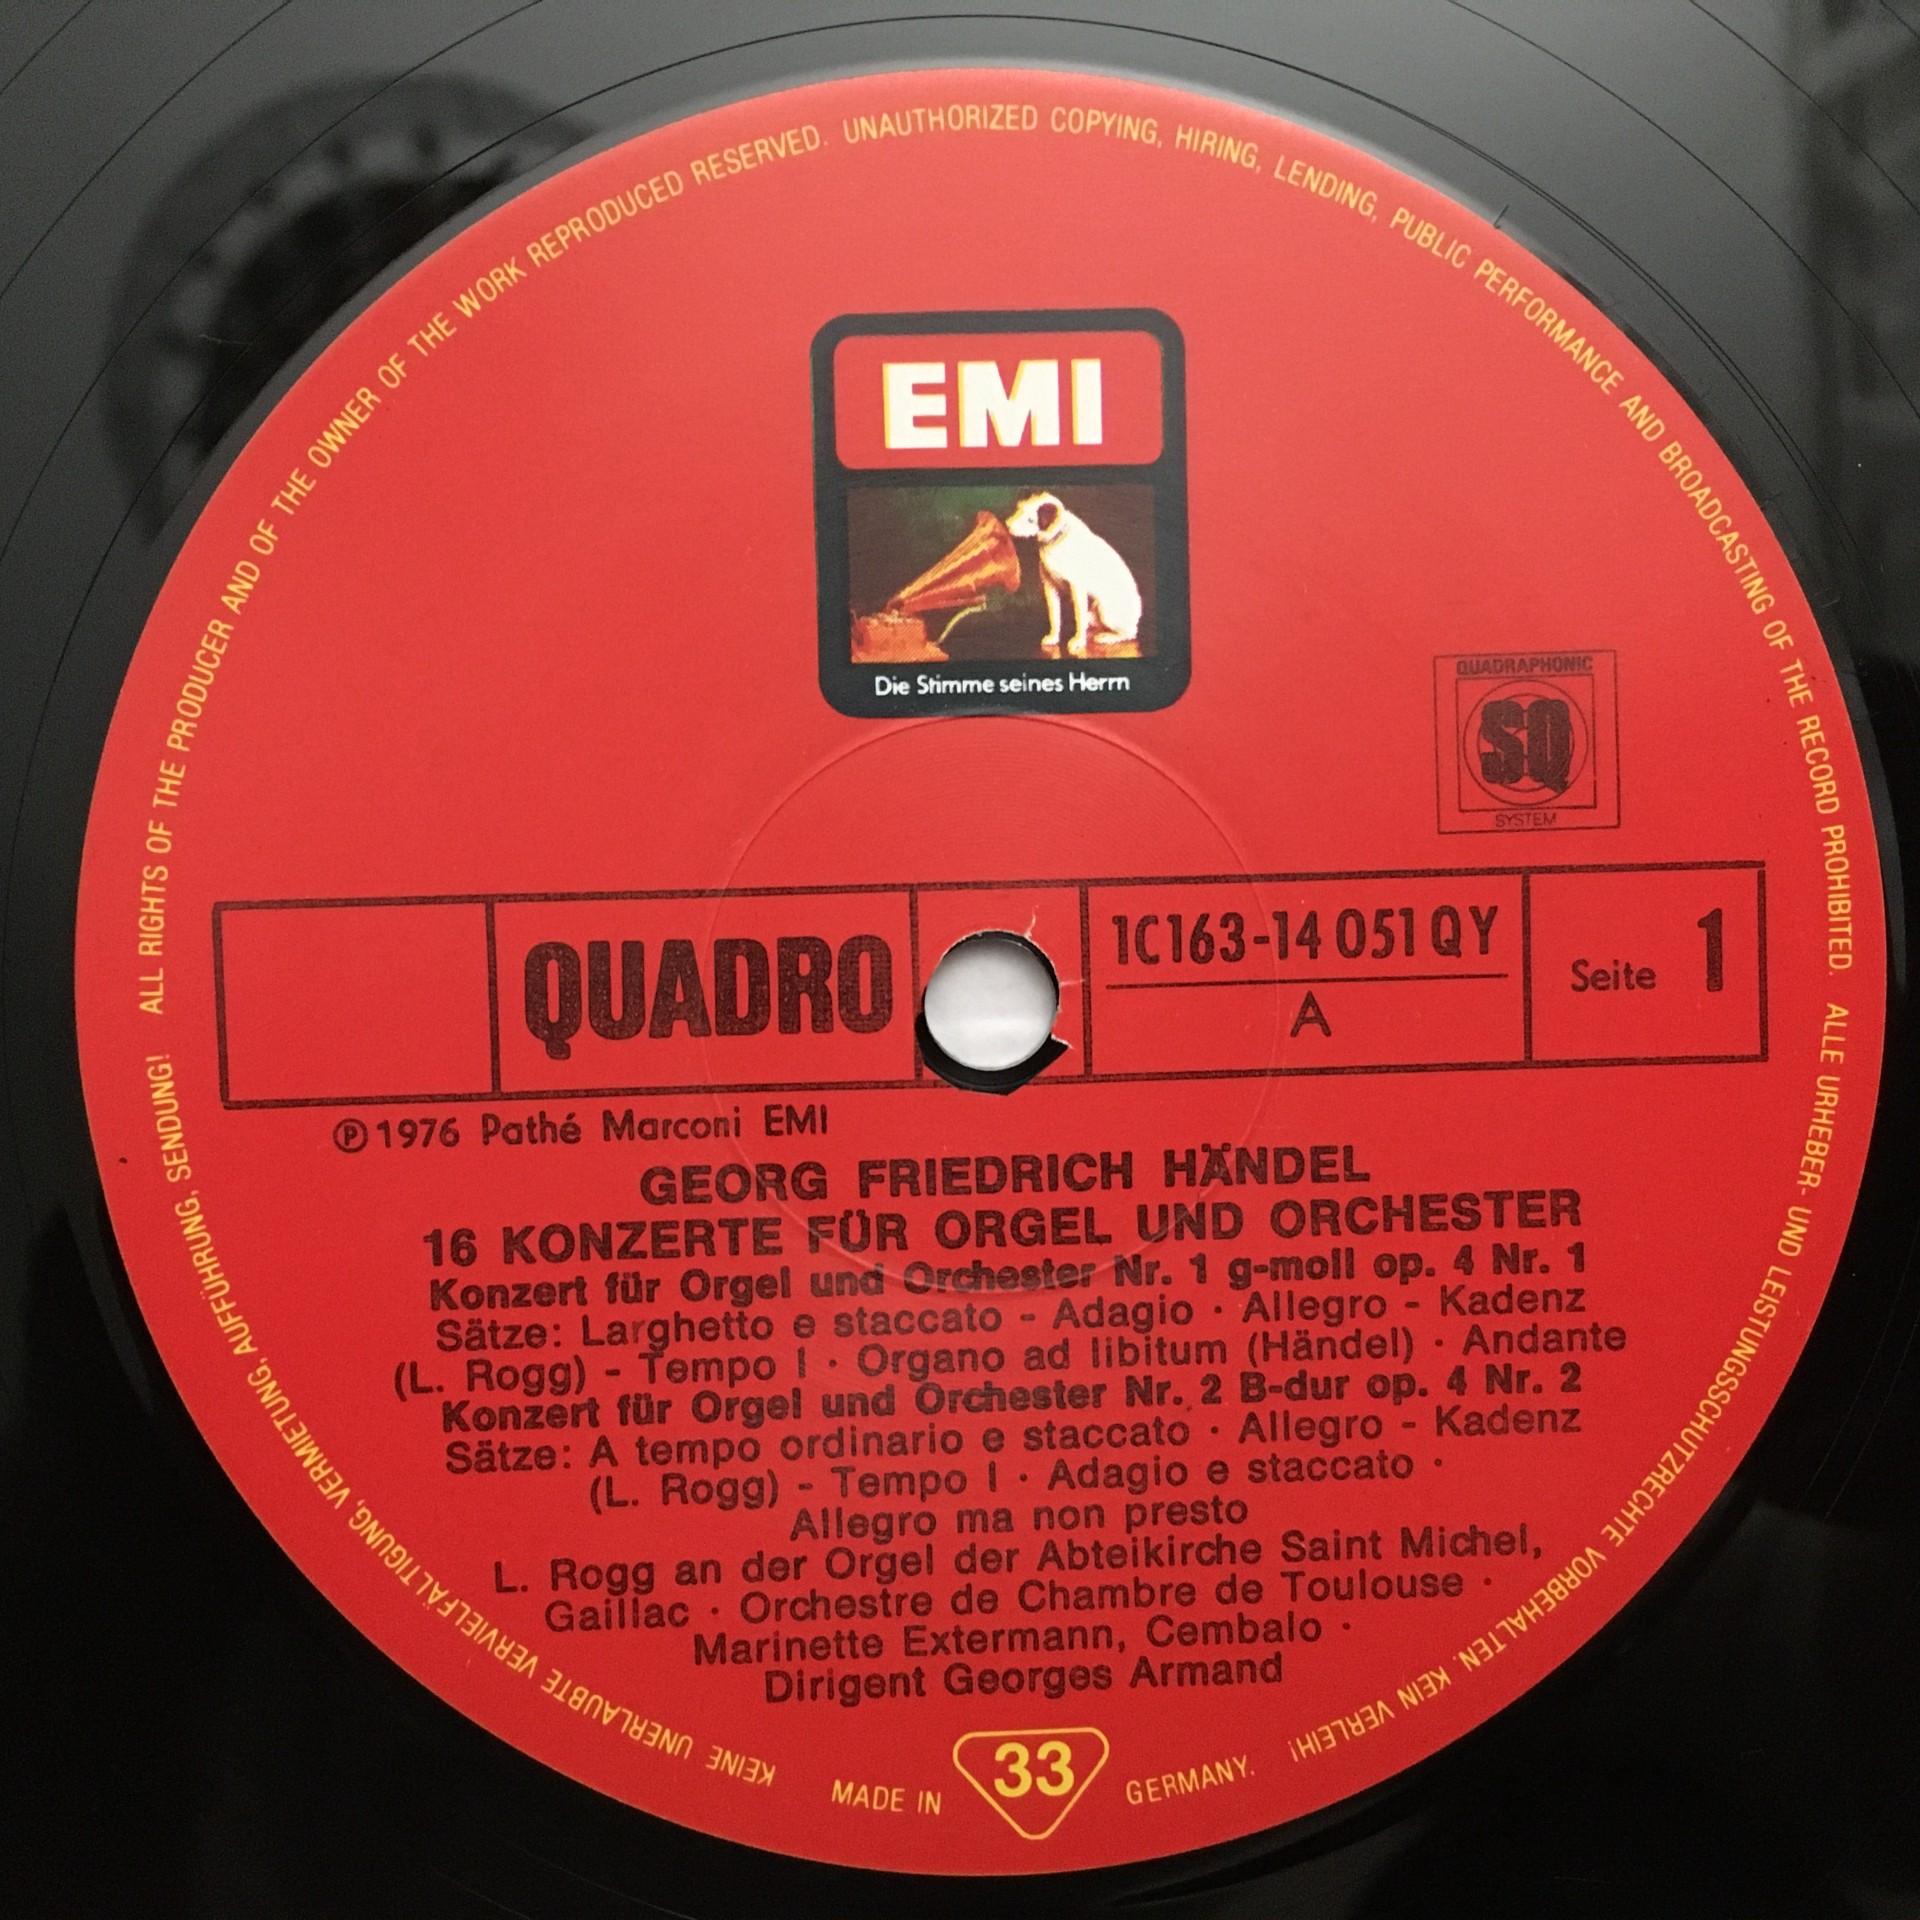 ALL RIGHTS OF THE PRODUCER AND OF THE OWNER OF THE WORK REPRODUCED RESERVED. UNAUTHORIZED COPYING, HIRING, LENDING, PUBLIC PERFORMANCE AND BROADCASTING OF THE RECORD PROHIBITED.
ALLE URHEBER- UND LEISTUNGSSCHUTZRECHTE VORBEHALTEN. KEIN VERLEIH!
KEINE UNERLAUBTE VERVIELFÄLTIGUNG, VERMIETUNG, AUFFÜHRUNG, SENDUNG!
EMI
Die Stimme seines Herrn
QUADRAPHONIC
SQ
SYSTEM
QUADRO
1C163-14 051 Q Y
A
Seite 1
Ⓟ 1976 Pathé Marconi EMI
GEORG FRIEDRICH HÄNDEL
16 KONZERTE FÜR ORGEL UND ORCHESTER
Konzert für Orgel und Orchester Nr. 1 g-moll op. 4 Nr. 1
Sätze: Larghetto e staccato - Adagio · Allegro - Kadenz
(L. Rogg) - Tempo I · Organo ad libitum (Händel) · Andante
Konzert für Orgel und Orchester Nr. 2 B-dur op. 4 Nr. 2
Sätze: A tempo ordinario e staccato · Allegro - Kadenz
(L. Rogg) - Tempo I · Adagio e staccato ·
Allegro ma non presto
L. Rogg an der Orgel der Abteikirche Saint Michel,
Gaillac · Orchestre de Chambre de Toulouse ·
Marinette Extermann, Cembalo ·
Dirigent Georges Armand
MADE IN 33 GERMANY.